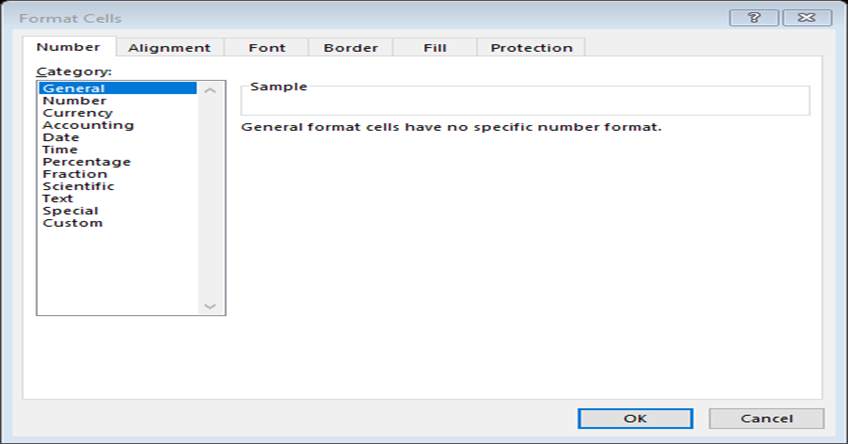 Format Cells
Number Alignment Font Border Fill Protection
Category:
General
Number
Currency
Accounting
Date
Time
Percentage
Fraction
Scientific
Text
Special
Custom
Sample
General format cells have no specific number format.
OK Cancel